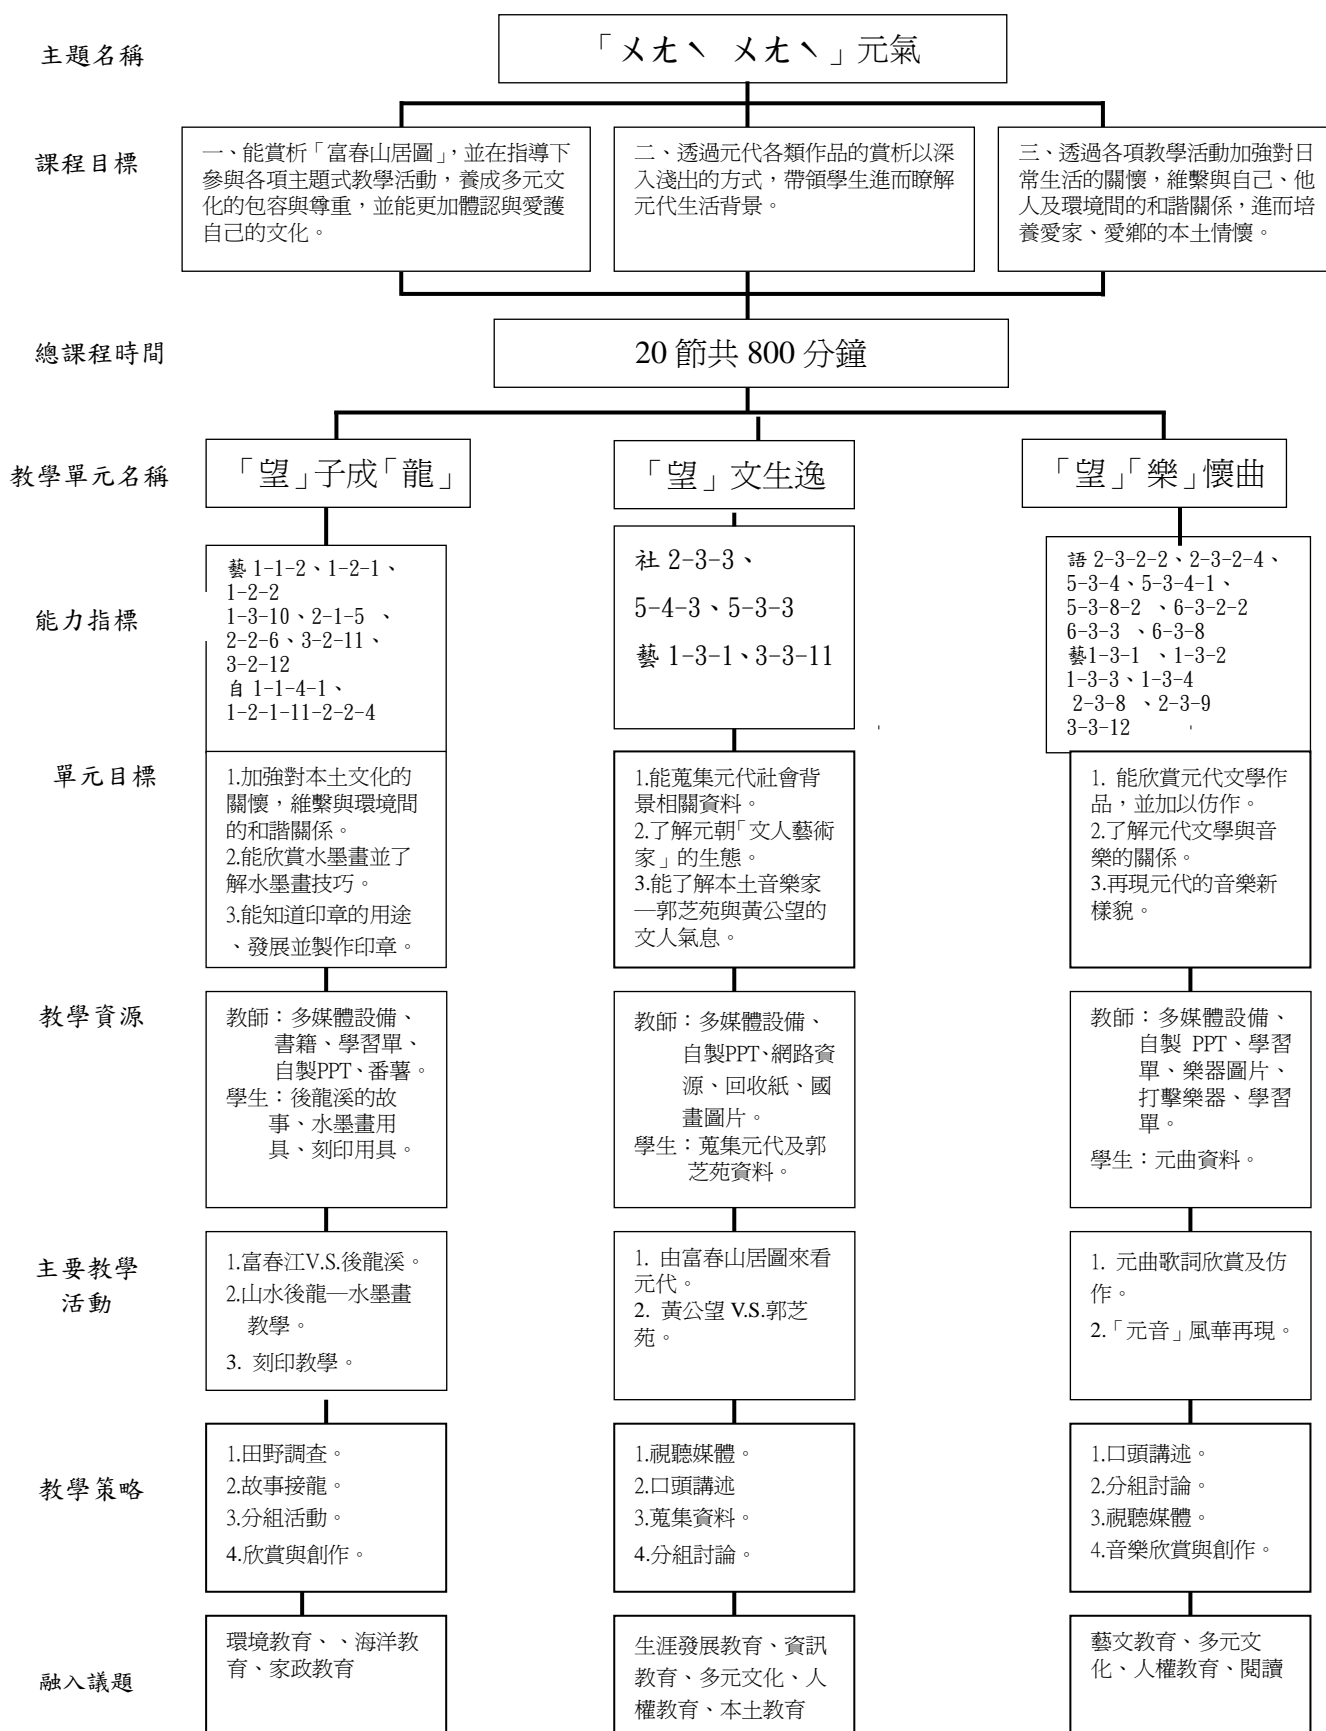 主題名稱
「ㄨㄤˋ ㄨㄤˋ」元氣
課程目標
一、能賞析「富春山居圖」，並在指導下
參與各項主題式教學活動，養成多元文
化的包容與尊重，並能更加體認與愛護
自己的文化。
二、透過元代各類作品的賞析以深
入淺出的方式，帶領學生進而瞭解
元代生活背景。
三、透過各項教學活動加強對日
常生活的關懷，維繫與自己、他
人及環境間的和諧關係，進而培
養愛家、愛鄉的本土情懷。
總課程時間
20 節共 800 分鐘
教學單元名稱
「望」子成「龍」
「望」文生逸
「望」「樂」懷曲
能力指標
藝 1-1-2、1-2-1、
1-2-2
1-3-10、2-1-5 、
2-2-6、3-2-11、
3-2-12
自 1-1-4-1、
1-2-1-11-2-2-4
社 2-3-3、
5-4-3、5-3-3
藝 1-3-1、3-3-11
語 2-3-2-2、2-3-2-4、
5-3-4、5-3-4-1、
5-3-8-2 、6-3-2-2
6-3-3 、6-3-8
藝1-3-1 、1-3-2
1-3-3、1-3-4
2-3-8 、2-3-9
3-3-12
單元目標
1.加強對本土文化的
關懷，維繫與環境間
的和諧關係。
2.能欣賞水墨畫並了
解水墨畫技巧。
3.能知道印章的用途
、發展並製作印章。
1.能蒐集元代社會背
景相關資料。
2.了解元朝「文人藝術
家」的生態。
3.能了解本土音樂家
—郭芝苑與黃公望的
文人氣息。
1. 能欣賞元代文學作
品，並加以仿作。
2.了解元代文學與音
樂的關係。
3.再現元代的音樂新
樣貌。
教學資源
教師：多媒體設備、
書籍、學習單、
自製PPT、番薯。
學生：後龍溪的故
事、水墨畫用
具、刻印用具。
教師：多媒體設備、
自製PPT、網路資
源、回收紙、國
畫圖片。
學生：蒐集元代及郭
芝苑資料。
教師：多媒體設備、
自製 PPT、學習
單、樂器圖片、
打擊樂器、學習
單。
學生：元曲資料。
主要教學
活動
1.富春江V.S.後龍溪。
2.山水後龍—水墨畫
教學。
3. 刻印教學。
1. 由富春山居圖來看
元代。
2. 黃公望 V.S.郭芝
苑。
1. 元曲歌詞欣賞及仿
作。
2.「元音」風華再現。
教學策略
1.田野調查。
2.故事接龍。
3.分組活動。
4.欣賞與創作。
1.視聽媒體。
2.口頭講述
3.蒐集資料。
4.分組討論。
1.口頭講述。
2.分組討論。
3.視聽媒體。
4.音樂欣賞與創作。
融入議題
環境教育、、海洋教
育、家政教育
生涯發展教育、資訊
教育、多元文化、人
權教育、本土教育
藝文教育、多元文
化、人權教育、閱讀